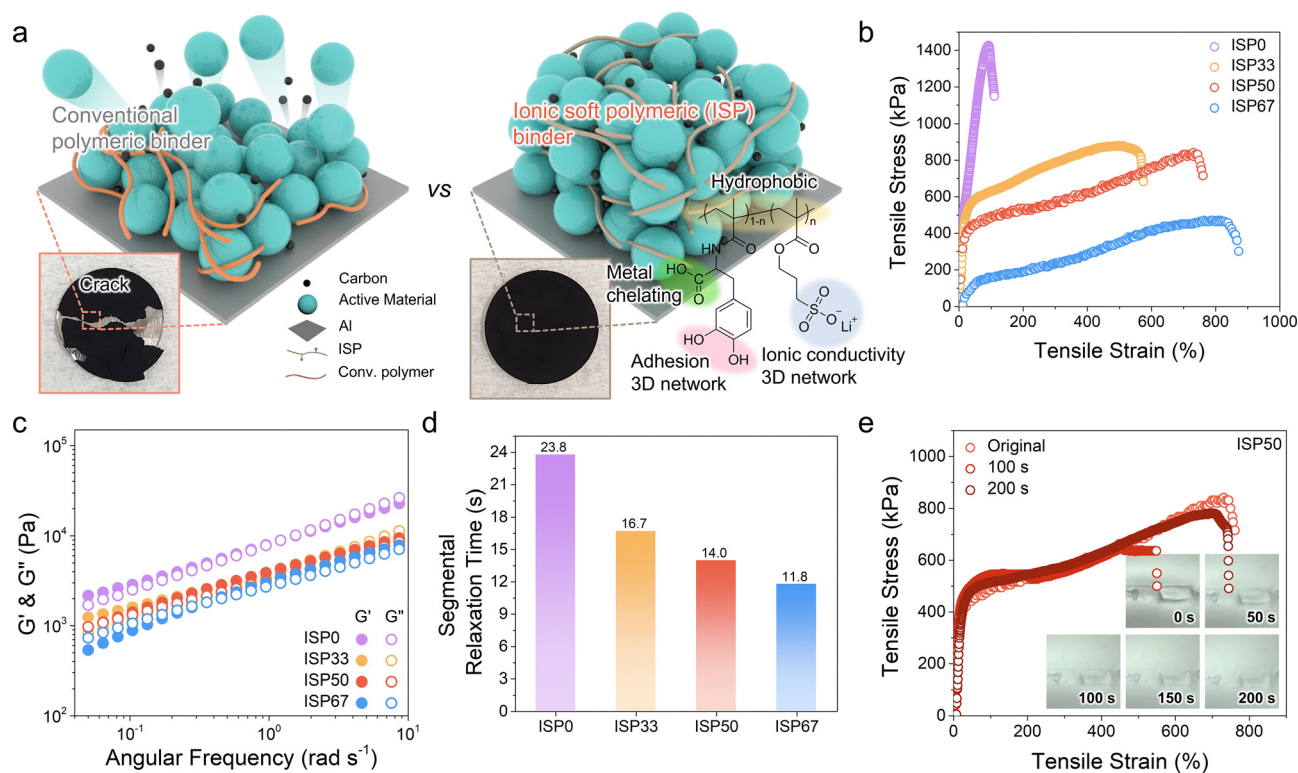 a
Conventional
polymeric binder
Crack
Carbon
Active Material
Al
ISP
Conv. polymer
vs
Ionic soft polymeric (ISP)
binder
Hydrophobic
1-n
n
NH
O
HO
O
Metal
chelating
HO
OH
O
O
O
S
O
O⁻
Li⁺
Adhesion
3D network
Ionic conductivity
3D network
b
Tensile Stress (kPa)
1400
1200
1000
800
600
400
200
0
0 200 400 600 800 1000
Tensile Strain (%)
ISP0
ISP33
ISP50
ISP67
c
G' & G" (Pa)
10⁵
10⁴
10³
10²
10⁻¹ 10⁰ 10¹
Angular Frequency (rad s⁻¹)
G' G"
ISP0
ISP33
ISP50
ISP67
d
Segmental
Relaxation Time (s)
24
21
18
15
12
9
6
3
0
23.8
16.7
14.0
11.8
ISP0 ISP33 ISP50 ISP67
e
Original
100 s
200 s
ISP50
Tensile Stress (kPa)
1000
800
600
400
200
0
0 s 50 s
100 s 150 s 200 s
0 200 400 600 800
Tensile Strain (%)